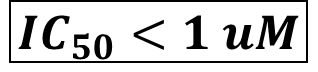 IC₅₀ < 1 uM